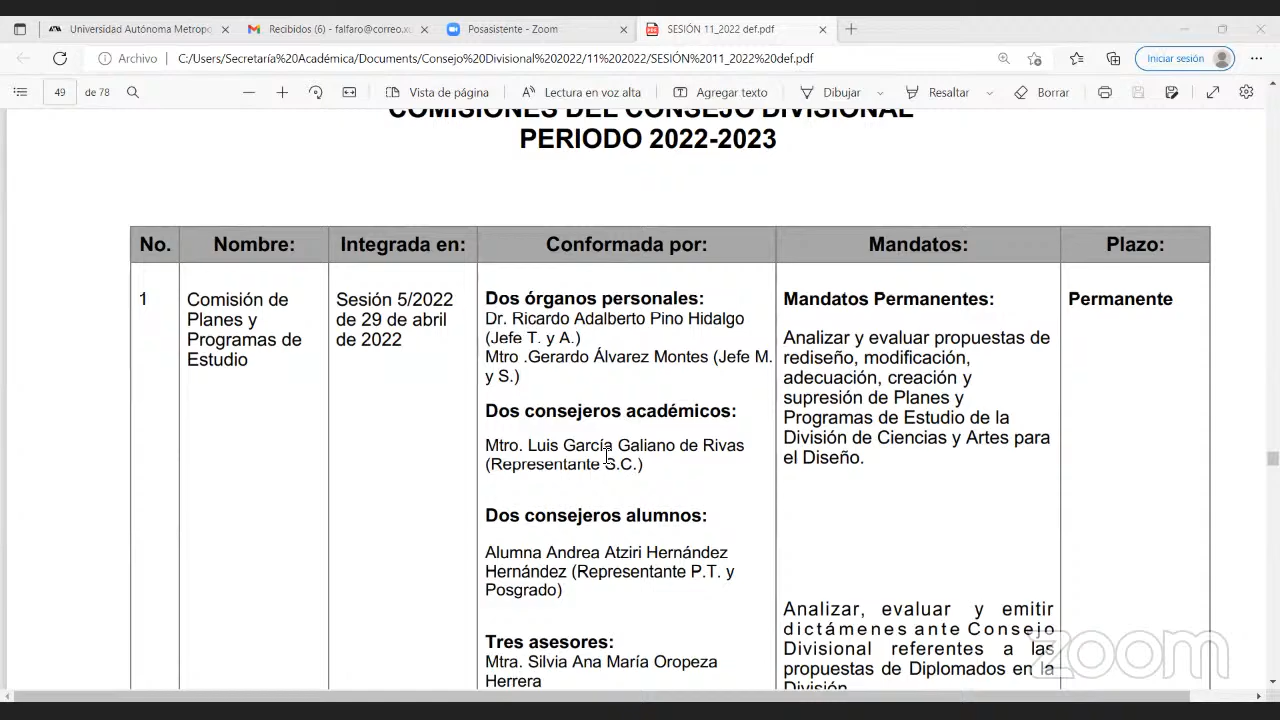 Universidad Autónoma Metropo
Recibidos (6) - falfaro@correo.xu
Posasistente - Zoom
SESIÓN 11_2022 def.pdf
Archivo
C:/Users/Secretaría%20Académica/Documents/Consejo%20Divisional%202022/11%202022/SESIÓN%2011_2022%20def.pdf
Iniciar sesión
49 de 78
Vista de página
Lectura en voz alta
Agregar texto
Dibujar
Resaltar
Borrar
COMISIONES DEL CONSEJO DIVISIONAL
PERIODO 2022-2023
No. Nombre: Integrada en: Conformada por: Mandatos: Plazo:
1
Comisión de
Planes y
Programas de
Estudio
Sesión 5/2022
de 29 de abril
de 2022
Dos órganos personales:
Dr. Ricardo Adalberto Pino Hidalgo
(Jefe T. y A.)
Mtro .Gerardo Álvarez Montes (Jefe M.
y S.)
Dos consejeros académicos:
Mtro. Luis García Galiano de Rivas
(Representante S.C.)
Dos consejeros alumnos:
Alumna Andrea Atziri Hernández
Hernández (Representante P.T. y
Posgrado)
Tres asesores:
Mtra. Silvia Ana María Oropeza
Herrera
Mandatos Permanentes:
Analizar y evaluar propuestas de
rediseño, modificación,
adecuación, creación y
supresión de Planes y
Programas de Estudio de la
División de Ciencias y Artes para
el Diseño.
Analizar, evaluar y emitir
dictámenes ante Consejo
Divisional referentes a las
propuestas de Diplomados en la
División
Permanente
zoom